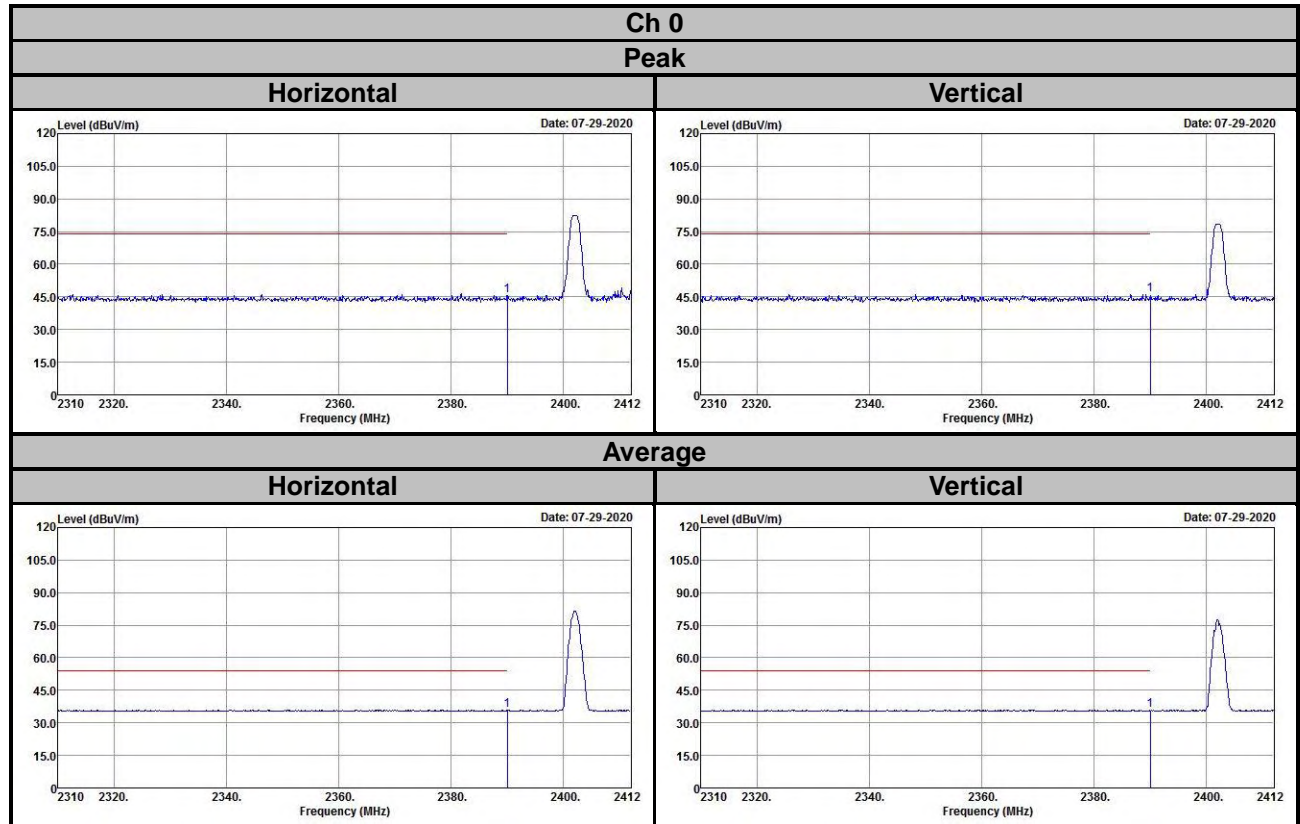 Ch 0
Peak
Horizontal Vertical
Level (dBuV/m) Date: 07-29-2020
120
105.0
90.0
75.0
60.0
45.0
30.0
15.0
0
1
2310 2320. 2340. 2360. 2380. 2400. 2412
Frequency (MHz)
Level (dBuV/m) Date: 07-29-2020
120
105.0
90.0
75.0
60.0
45.0
30.0
15.0
0
1
2310 2320. 2340. 2360. 2380. 2400. 2412
Frequency (MHz)
Average
Horizontal Vertical
Level (dBuV/m) Date: 07-29-2020
120
105.0
90.0
75.0
60.0
45.0
30.0
15.0
0
1
2310 2320. 2340. 2360. 2380. 2400. 2412
Frequency (MHz)
Level (dBuV/m) Date: 07-29-2020
120
105.0
90.0
75.0
60.0
45.0
30.0
15.0
0
1
2310 2320. 2340. 2360. 2380. 2400. 2412
Frequency (MHz)